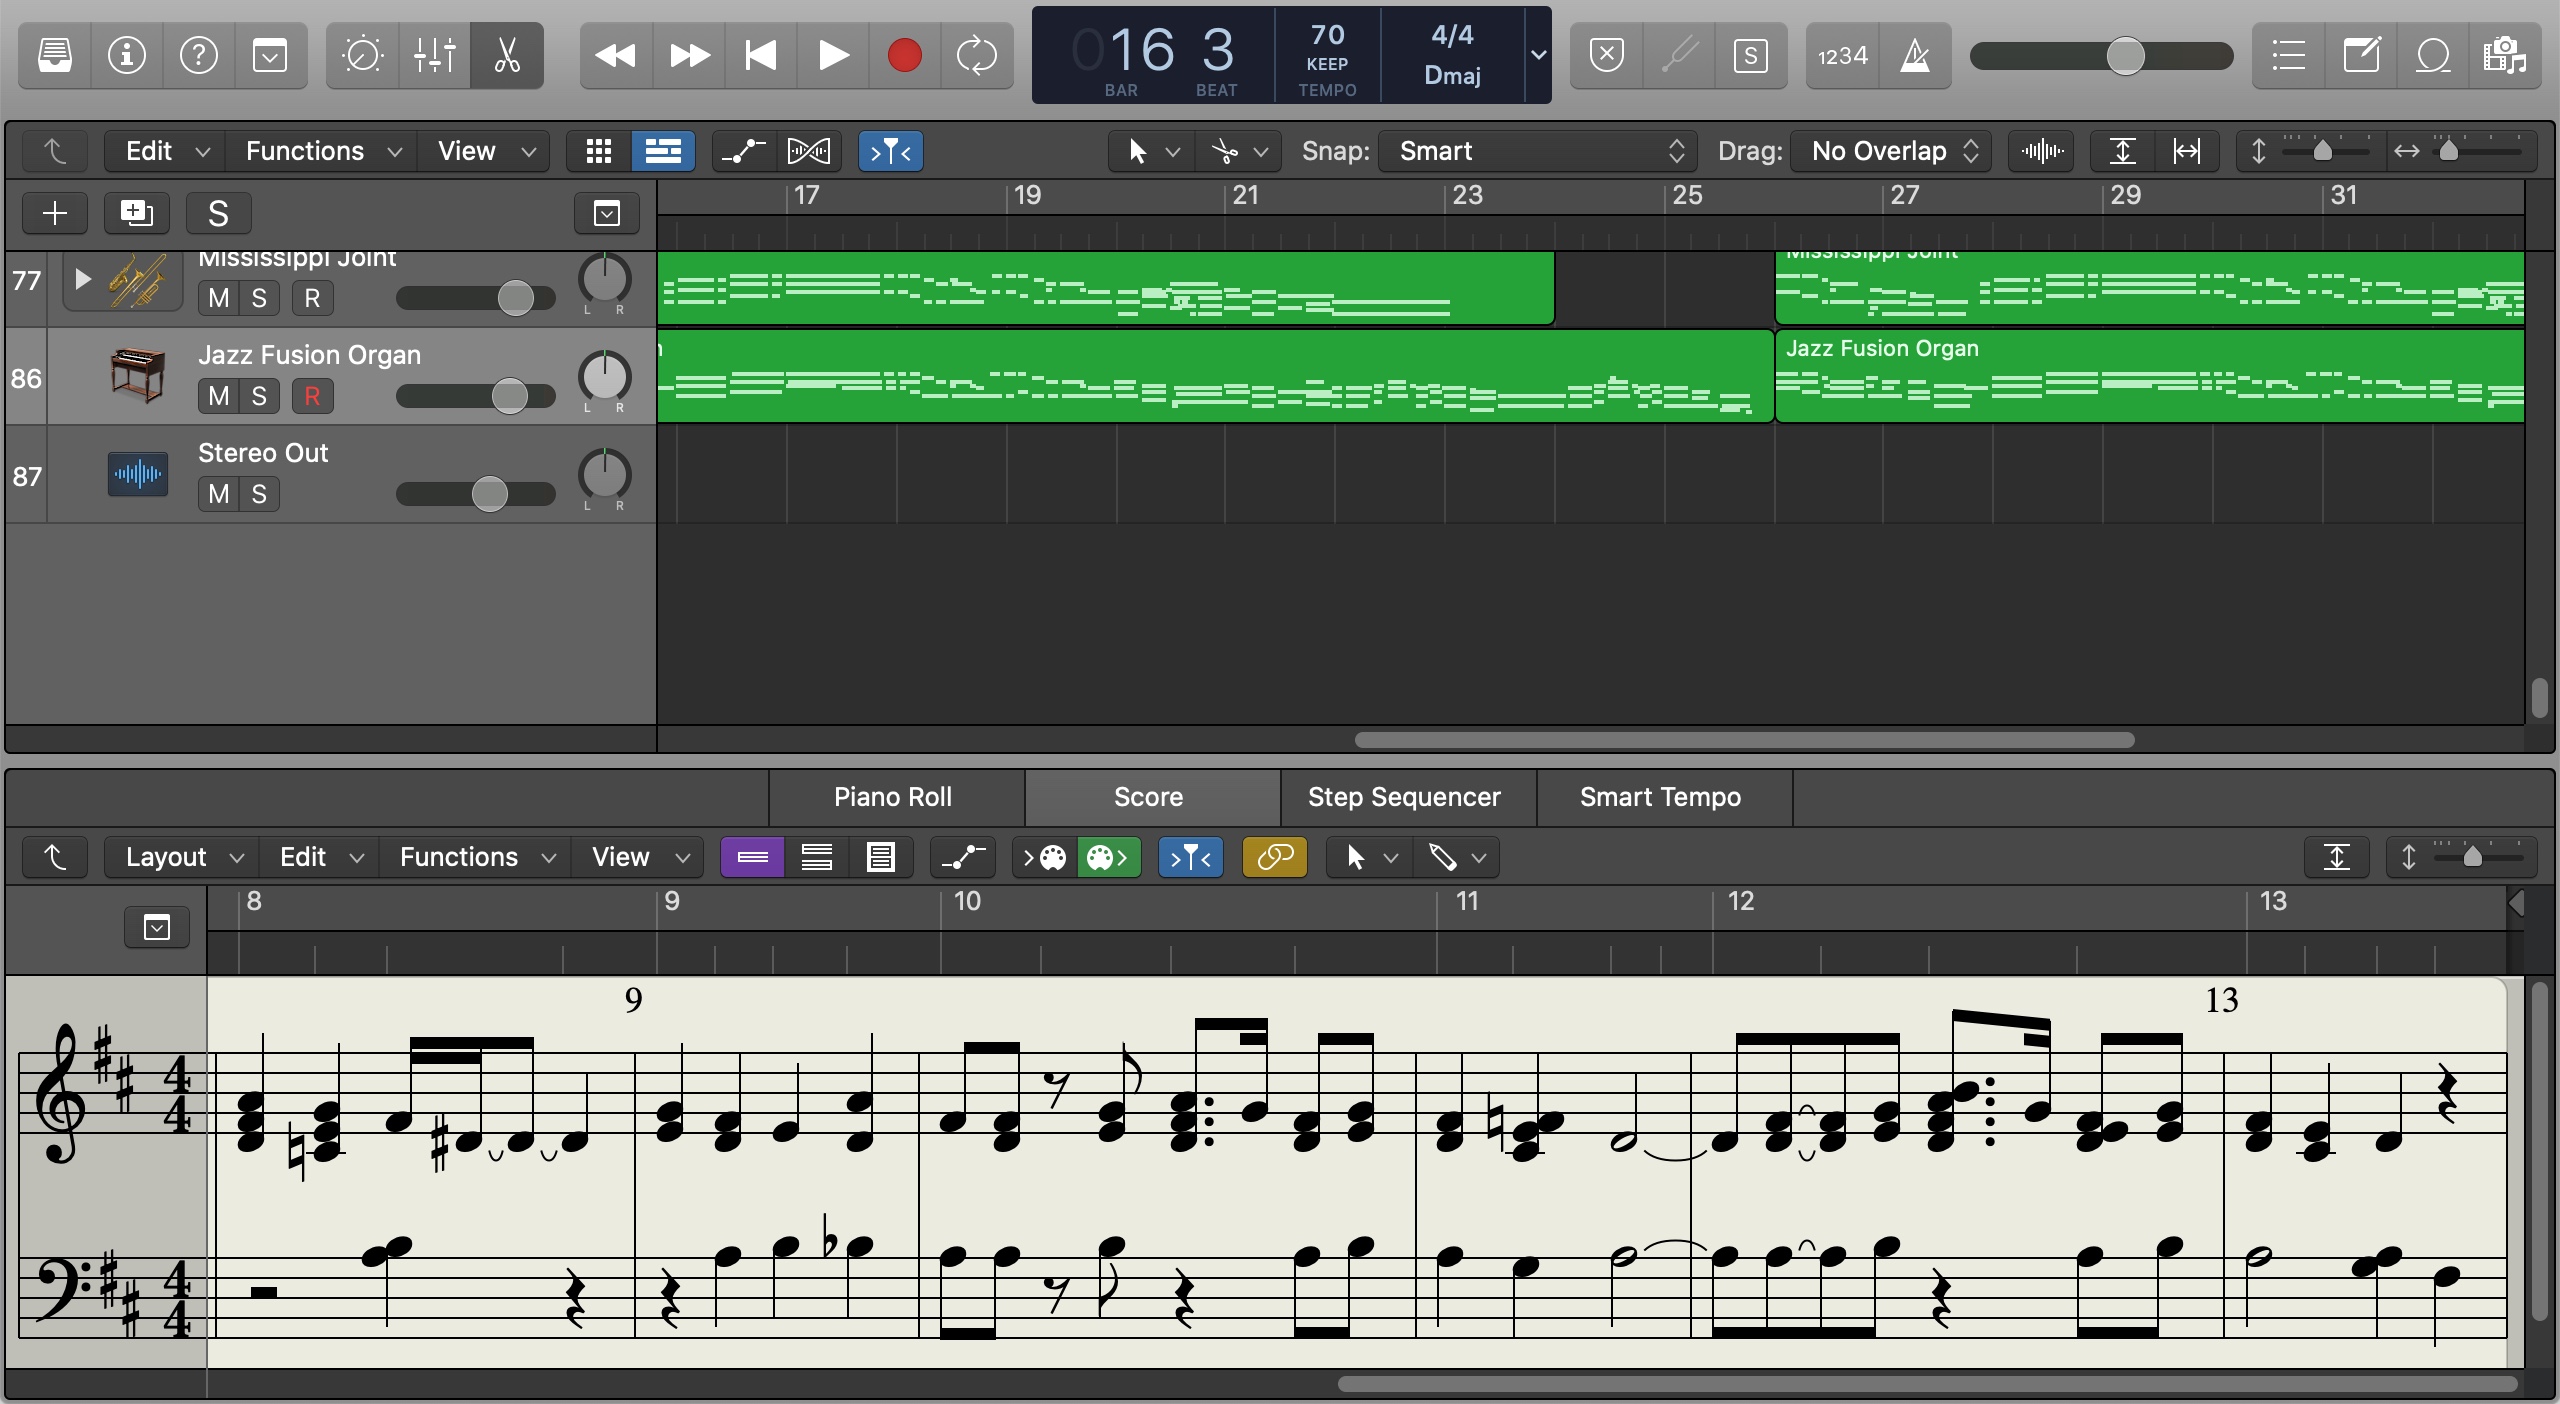 016 3
BAR BEAT
70
KEEP
TEMPO
4/4
Dmaj
S
1234
Edit Functions View
Snap: Smart
Drag: No Overlap
S
17 19 21 23 25 27 29 31
77
Mississippi Joint
M S R
L R
Mississippi Joint
86
Jazz Fusion Organ
M S R
L R
n
Jazz Fusion Organ
87
Stereo Out
M S
L R
Piano Roll Score Step Sequencer Smart Tempo
Layout Edit Functions View
8 9 10 11 12 13
9 13
4
4
4
4